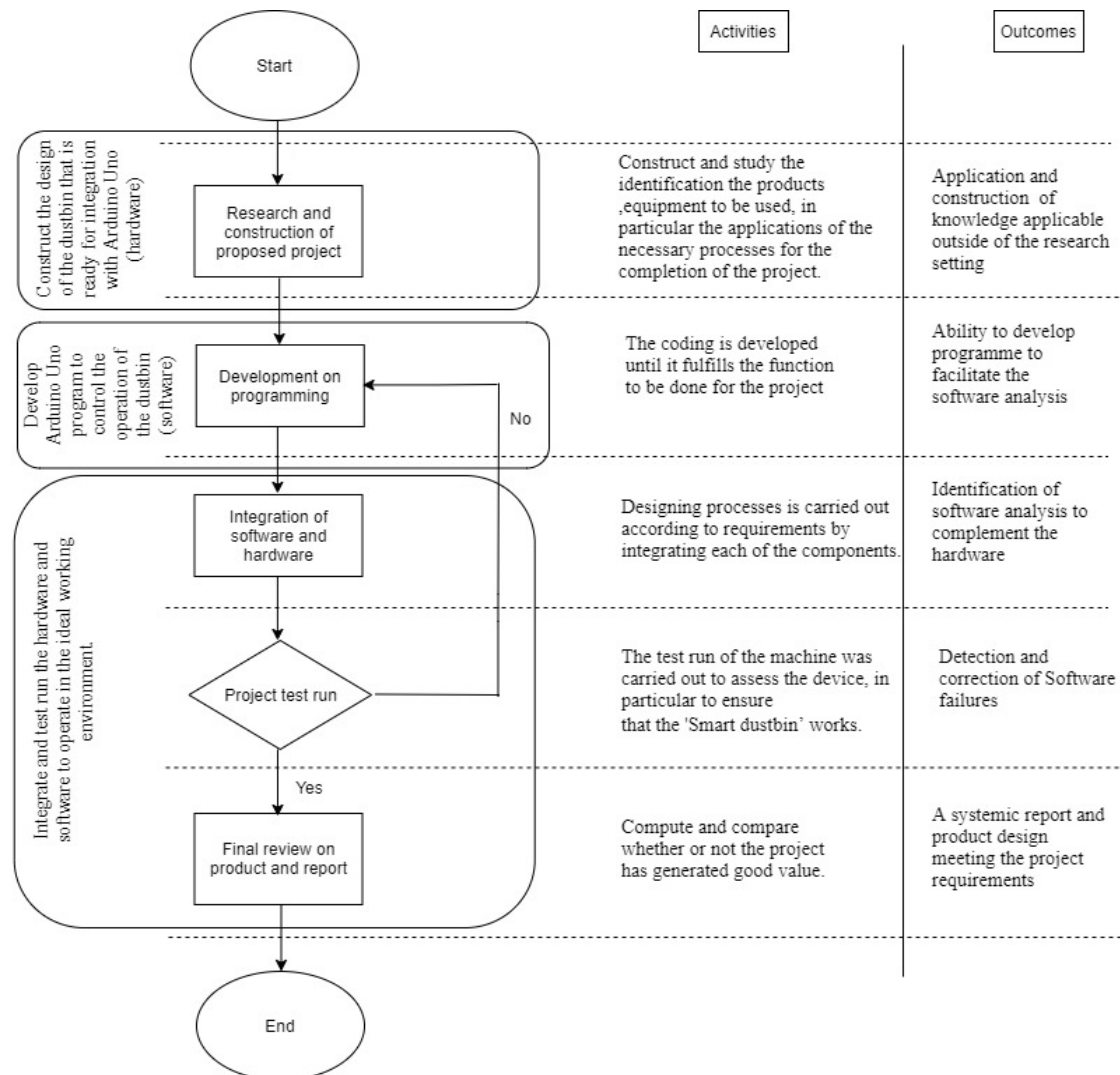 Activities
Outcomes
Start
Construct the design
of the dustbin that is
ready for integration
with Arduino Uno
(hardware)
Research and
construction of
proposed project
Construct and study the
identification the products
,equipment to be used, in
particular the applications of the
necessary processes for the
completion of the project.
Application and
construction of
knowledge applicable
outside of the research
setting
Develop
Arduino Uno
program to
control the
operation of
the dustbin
(software)
Development on
programming
No
The coding is developed
until it fulfills the function
to be done for the project
Ability to develop
programme to
facilitate the
software analysis
Integrate and test run the hardware and
software to operate in the ideal working
environment.
Integration of
software and
hardware
Designing processes is carried out
according to requirements by
integrating each of the components.
Identification of
software analysis to
complement the
hardware
Project test run
The test run of the machine was
carried out to assess the device, in
particular to ensure
that the 'Smart dustbin’ works.
Detection and
correction of Software
failures
Yes
Final review on
product and report
Compute and compare
whether or not the project
has generated good value.
A systemic report and
product design
meeting the project
requirements
End